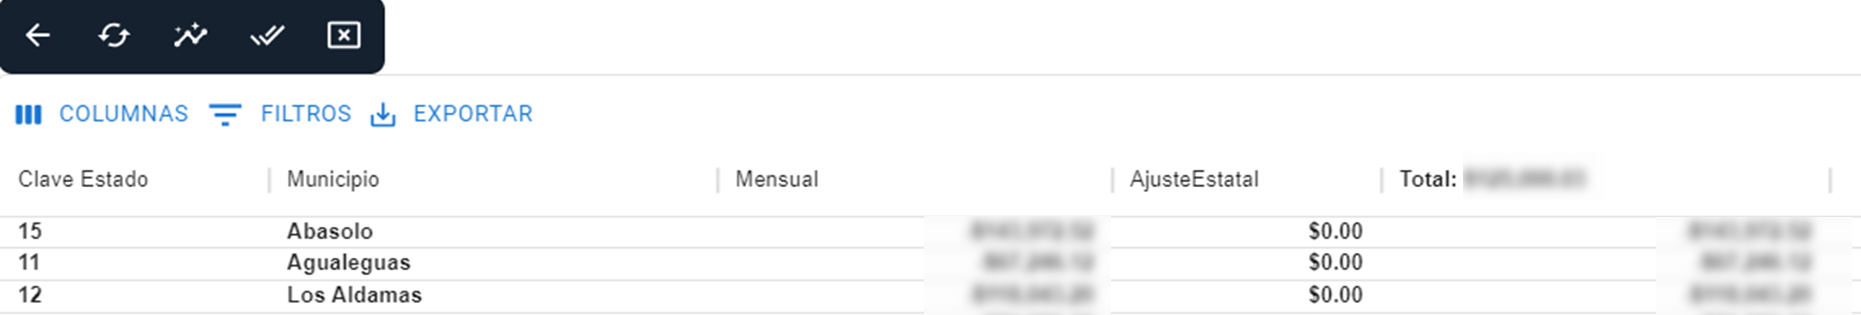 COLUMNAS FILTROS EXPORTAR
Clave Estado Municipio Mensual AjusteEstatal Total:
15 Abasolo $0.00
11 Agualeguas $0.00
12 Los Aldamas $0.00